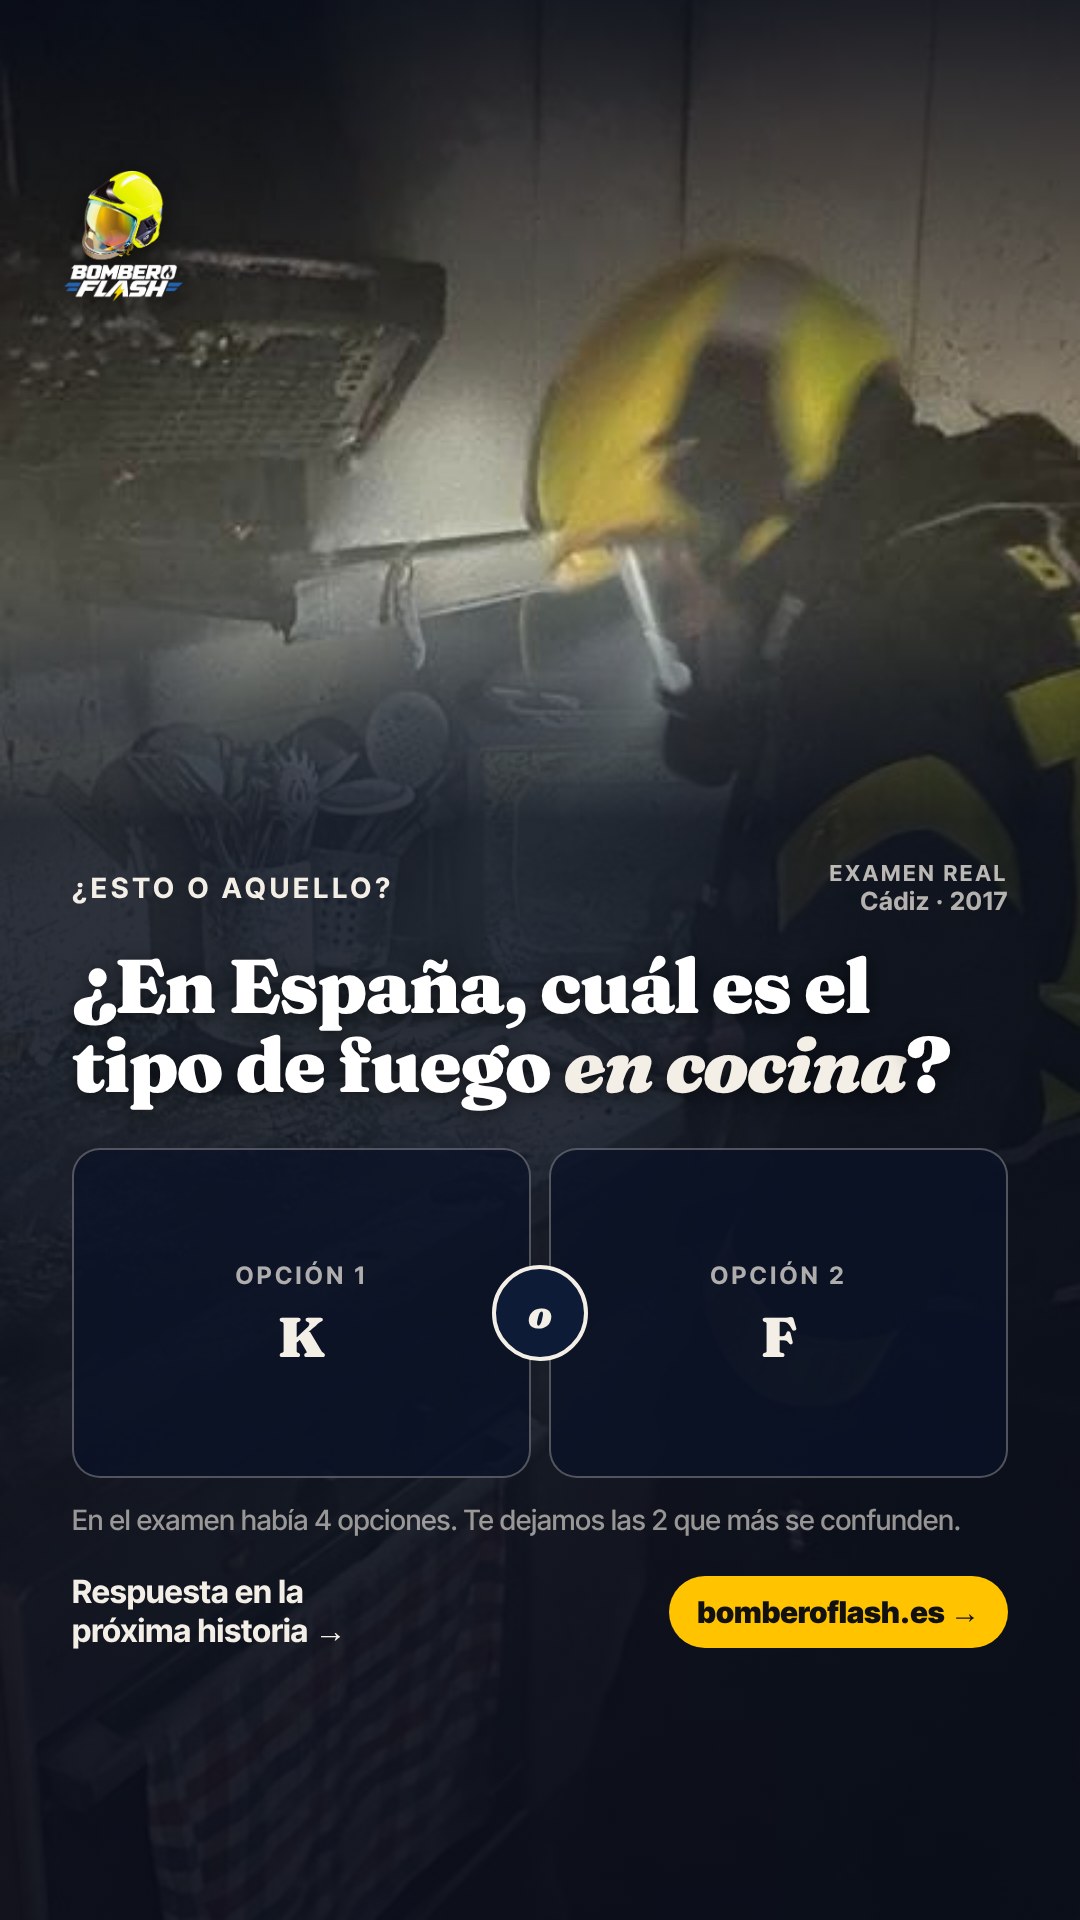 BOMBERO
FLASH
¿ESTO O AQUELLO?
EXAMEN REAL
Cádiz · 2017
¿En España, cuál es el
tipo de fuego en cocina?
OPCIÓN 1
K
o
OPCIÓN 2
F
En el examen había 4 opciones. Te dejamos las 2 que más se confunden.
Respuesta en la
próxima historia →
bomberoflash.es →